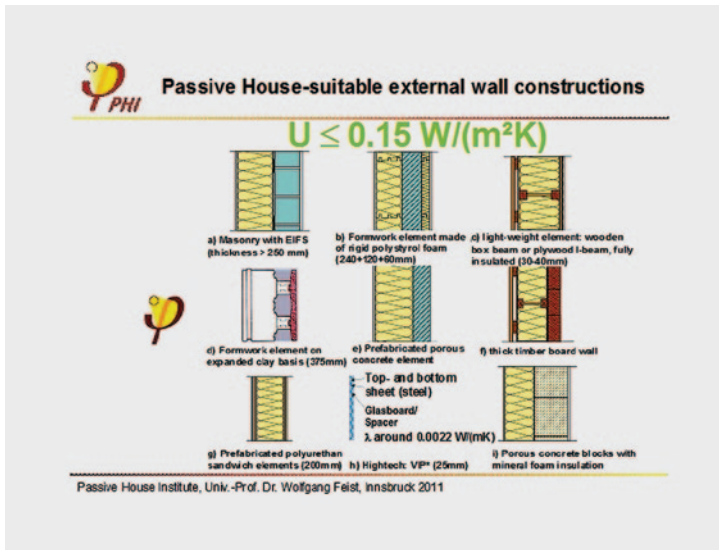 PHI
Passive House-suitable external wall constructions
U ≤ 0.15 W/(m²K)
a) Masonry with EIFS
(thickness > 250 mm)
b) Formwork element made
of rigid polystyrol foam
(240+120+60mm)
c) light-weight element: wooden
box beam or plywood I-beam, fully
insulated (30-40mm)
d) Formwork element on
expanded clay basis (375mm)
e) Prefabricated porous
concrete element
f) thick timber board wall
g) Prefabricated polyurethan
sandwich elements (200mm)
Top- and bottom
sheet (steel)
Glasboard/
Spacer
λ around 0.0022 W/(mK)
h) Hightech: VIP* (25mm)
i) Porous concrete blocks with
mineral foam insulation
Passive House Institute, Univ.-Prof. Dr. Wolfgang Feist, Innsbruck 2011